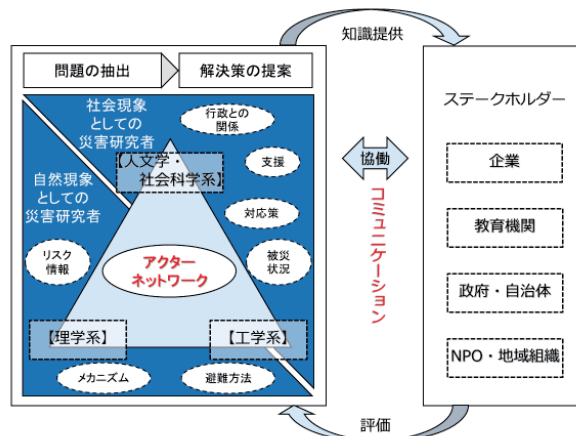 知識提供
問題の抽出
解決策の提案
社会現象
としての
災害研究者
行政との
関係
【人文学・
社会科学系】
支援
自然現象
としての
災害研究者
対応策
リスク
情報
アクター
ネットワーク
被災
状況
【理学系】
【工学系】
メカニズム
避難方法
協働
コミュニケーション
ステークホルダー
企業
教育機関
政府・自治体
NPO・地域組織
評価